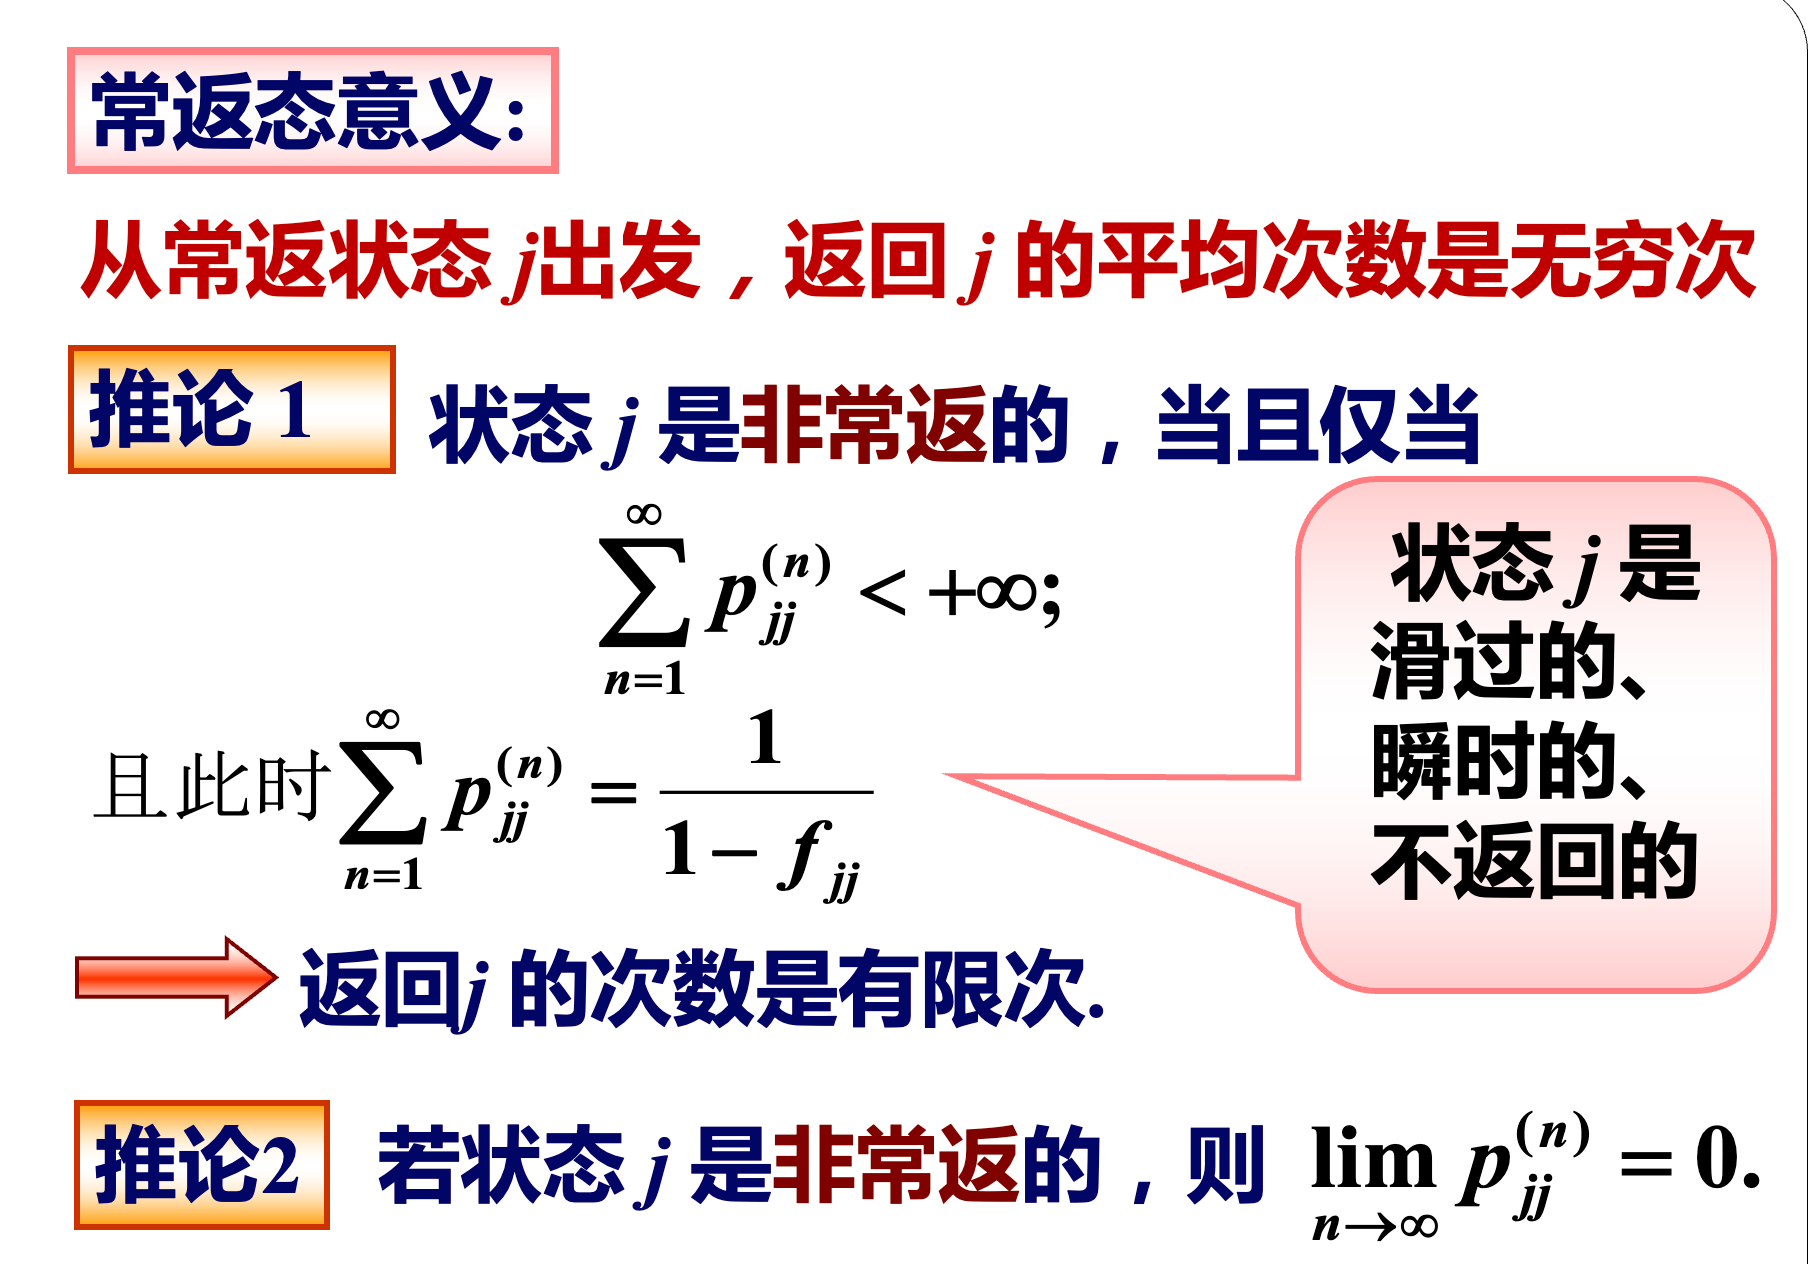 常返态意义:
从常返状态 j出发，返回 j 的平均次数是无穷次
推论 1 状态 j 是非常返的，当且仅当
$\sum_{n=1}^{\infty} p_{jj}^{(n)} < +\infty;$
且此时 $\sum_{n=1}^{\infty} p_{jj}^{(n)} = \frac{1}{1 - f_{jj}}$
状态 j 是
滑过的、
瞬时的、
不返回的
返回j 的次数是有限次.
推论2 若状态 j 是非常返的，则 $\lim_{n \to \infty} p_{jj}^{(n)} = 0.$